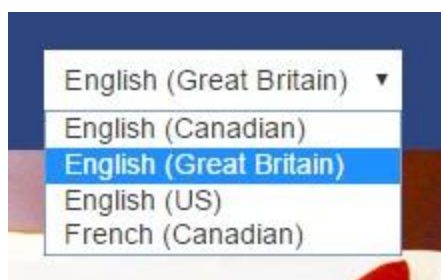 English (Great Britain)
English (Canadian)
English (Great Britain)
English (US)
French (Canadian)